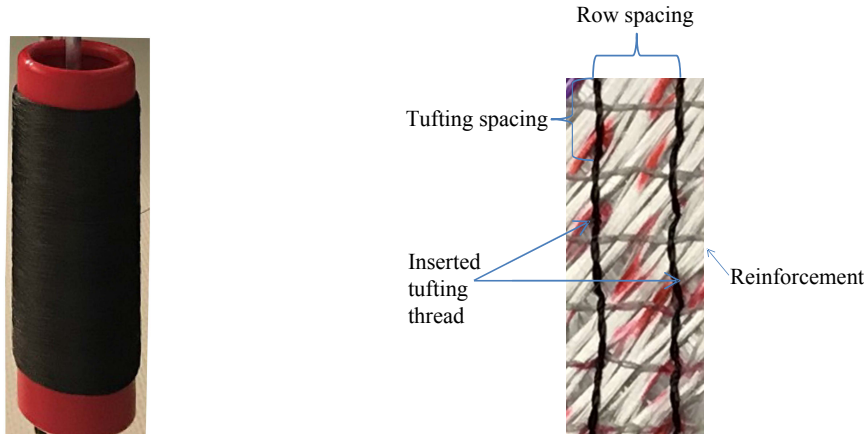 Row spacing
Tufting spacing
Inserted
tufting
thread
Reinforcement